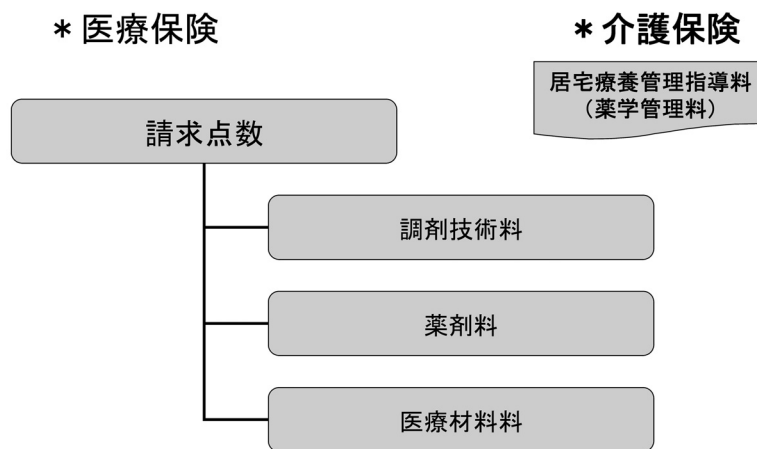 ＊医療保険
＊介護保険
居宅療養管理指導料
（薬学管理料）
請求点数
調剤技術料
薬剤料
医療材料料